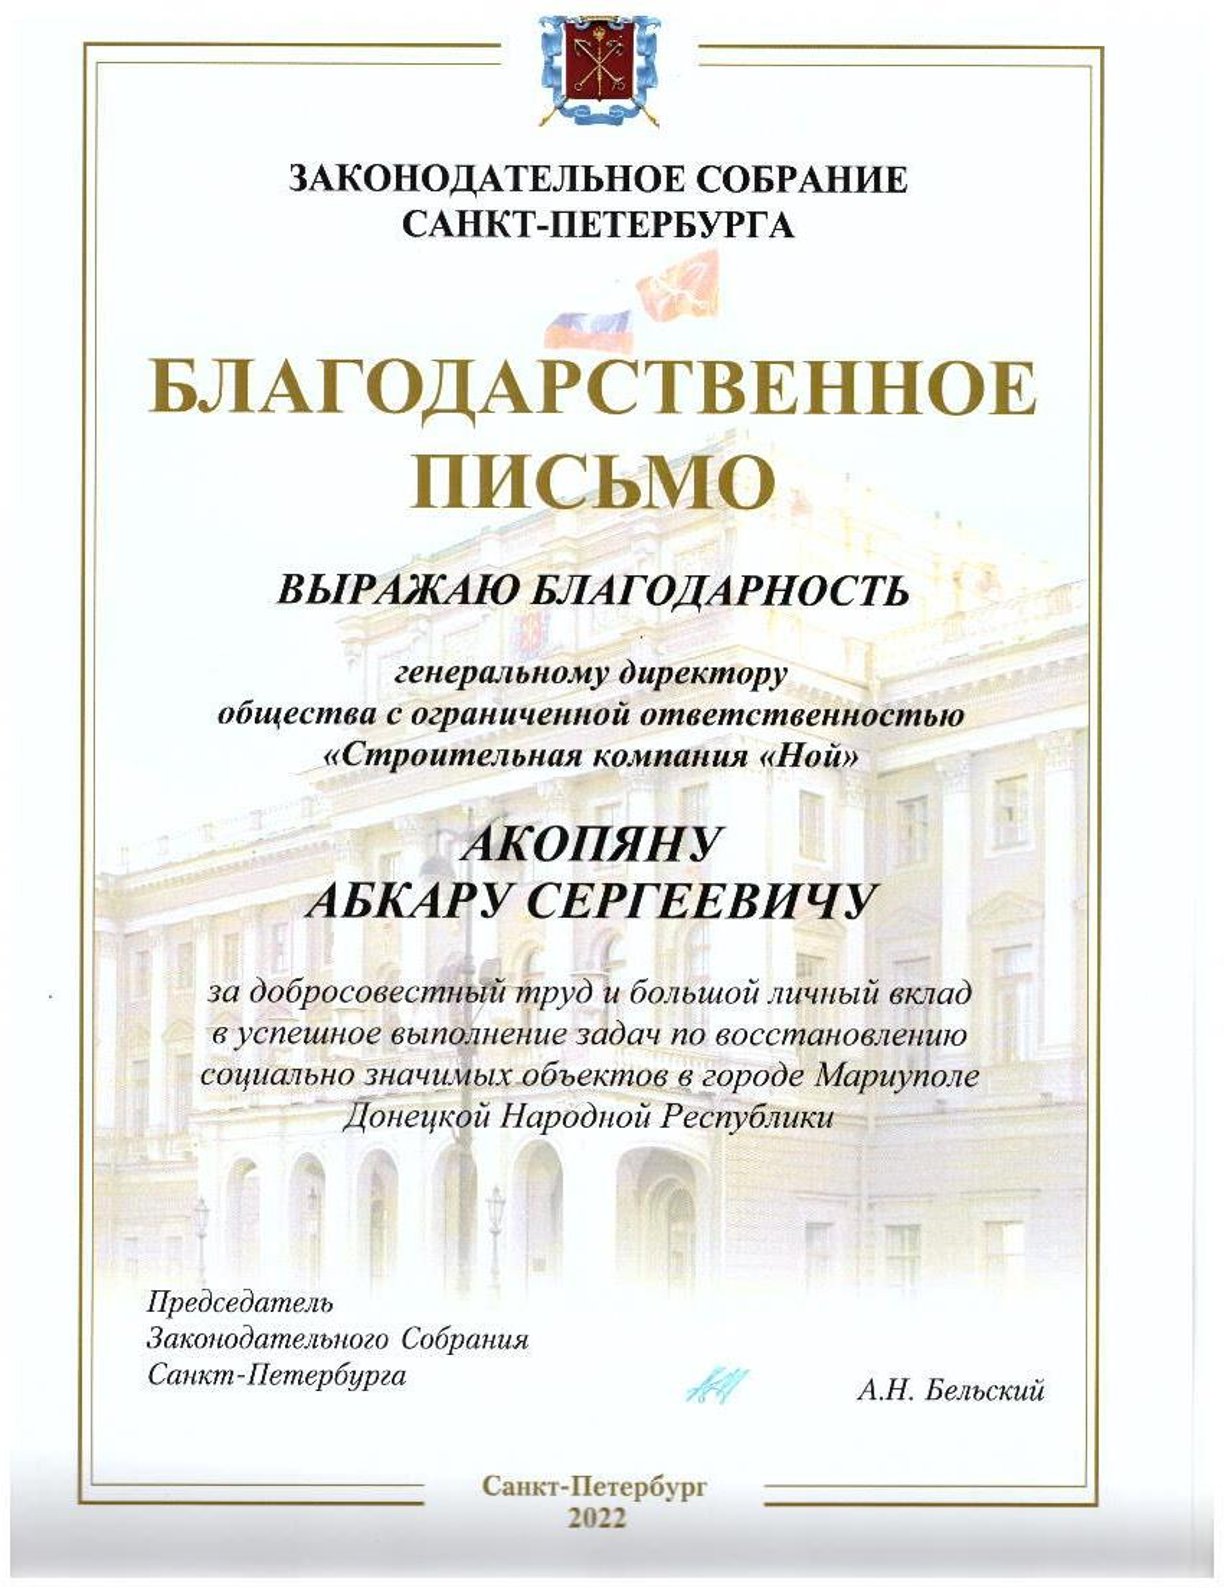 ЗАКОНОДАТЕЛЬНОЕ СОБРАНИЕ
САНКТ-ПЕТЕРБУРГА
БЛАГОДАРСТВЕННОЕ
ПИСЬМО
ВЫРАЖАЮ БЛАГОДАРНОСТЬ
генеральному директору
общества с ограниченной ответственностью
«Строительная компания «Ной»
АКОПЯНУ
АБКАРУ СЕРГЕЕВИЧУ
за добросовестный труд и большой личный вклад
в успешное выполнение задач по восстановлению
социально значимых объектов в городе Мариуполе
Донецкой Народной Республики
Председатель
Законодательного Собрания
Санкт-Петербурга
А.Н. Бельский
Санкт-Петербург
2022